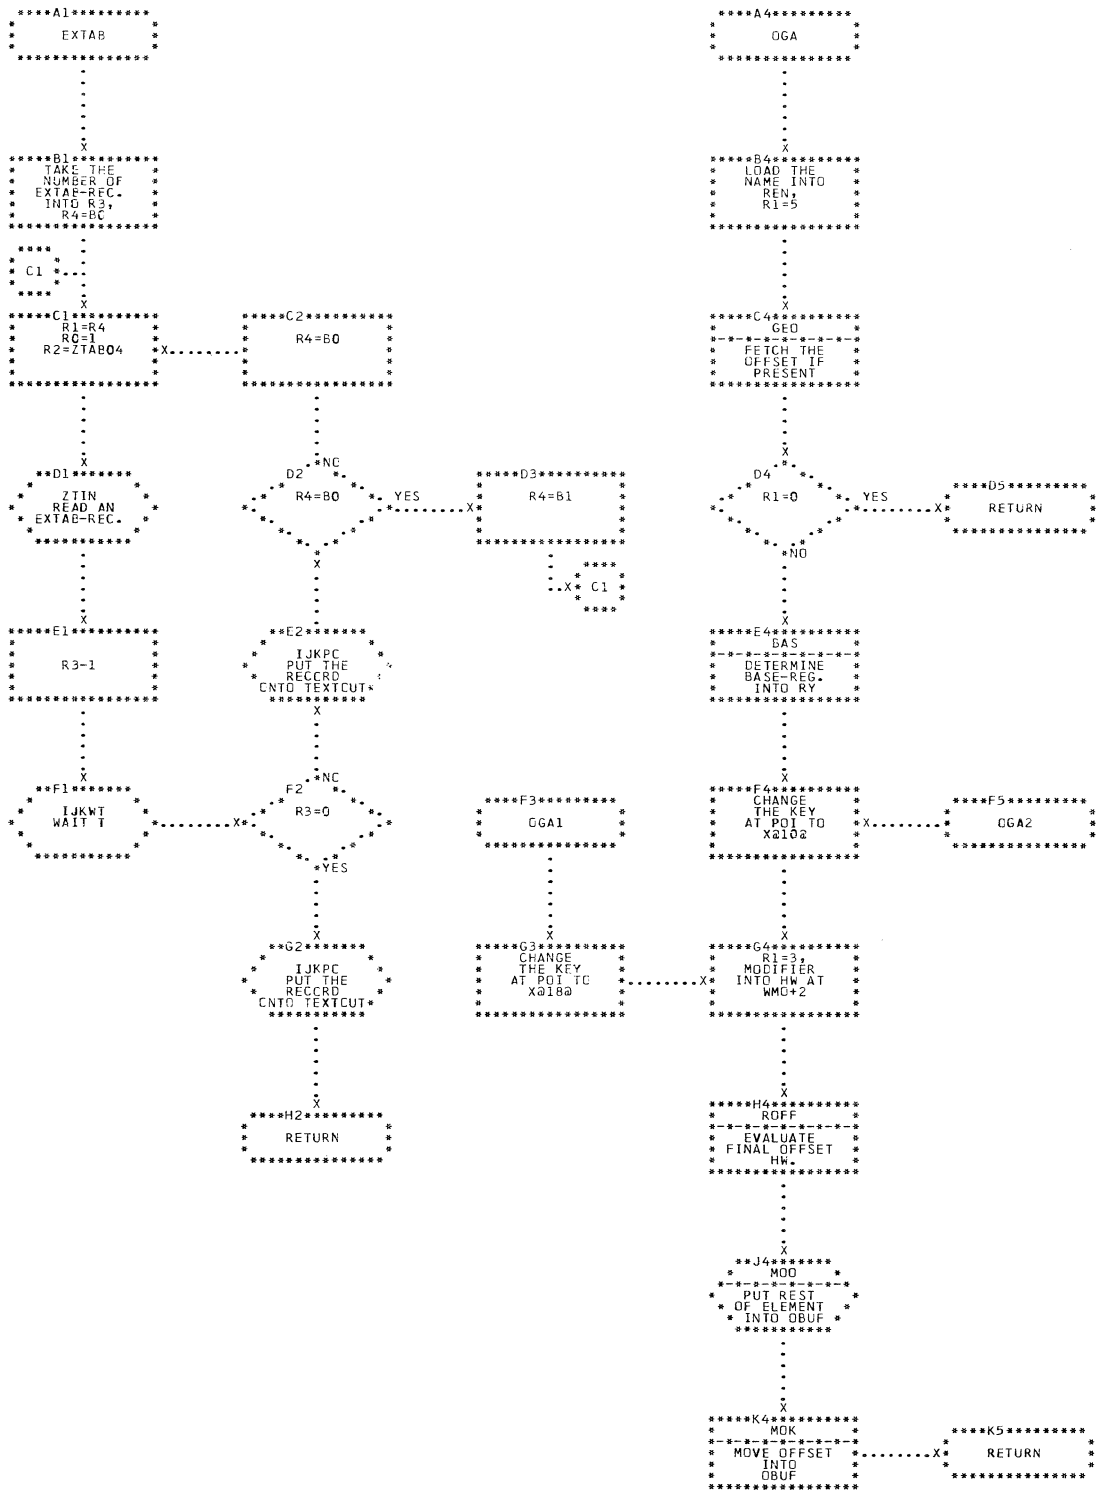 A1
EXTAB
B1
TAKE THE
NUMBER OF
EXTAB-REC.
INTO R3,
R4=B0
C1
C1
R1=R4
R0=1
R2=ZTAB04
C2
R4=B0
D1
ZTIN
READ AN
EXTAB-REC.
NO
D2
R4=B0
YES
D3
R4=B1
C1
E1
R3-1
E2
IJKPC
PUT THE
RECORD
ONTO TEXTOUT
F1
IJKWT
WAIT T
NO
F2
R3=0
YES
G2
IJKPC
PUT THE
RECORD
ONTO TEXTOUT
H2
RETURN
F3
OGA1
G3
CHANGE
THE KEY
AT POI TO
X@18@
A4
OGA
B4
LOAD THE
NAME INTO
REN,
R1=5
C4
GEO
FETCH THE
OFFSET IF
PRESENT
D4
R1=0
YES
NO
D5
RETURN
E4
BAS
DETERMINE
BASE-REG.
INTO RY
F4
CHANGE
THE KEY
AT POI TO
X@10@
F5
OGA2
G4
R1=3,
MODIFIER
INTO HW AT
WMO+2
H4
ROFF
EVALUATE
FINAL OFFSET
HW.
J4
MOO
PUT REST
OF ELEMENT
INTO OBUF
K4
MOK
MOVE OFFSET
INTO
OBUF
K5
RETURN